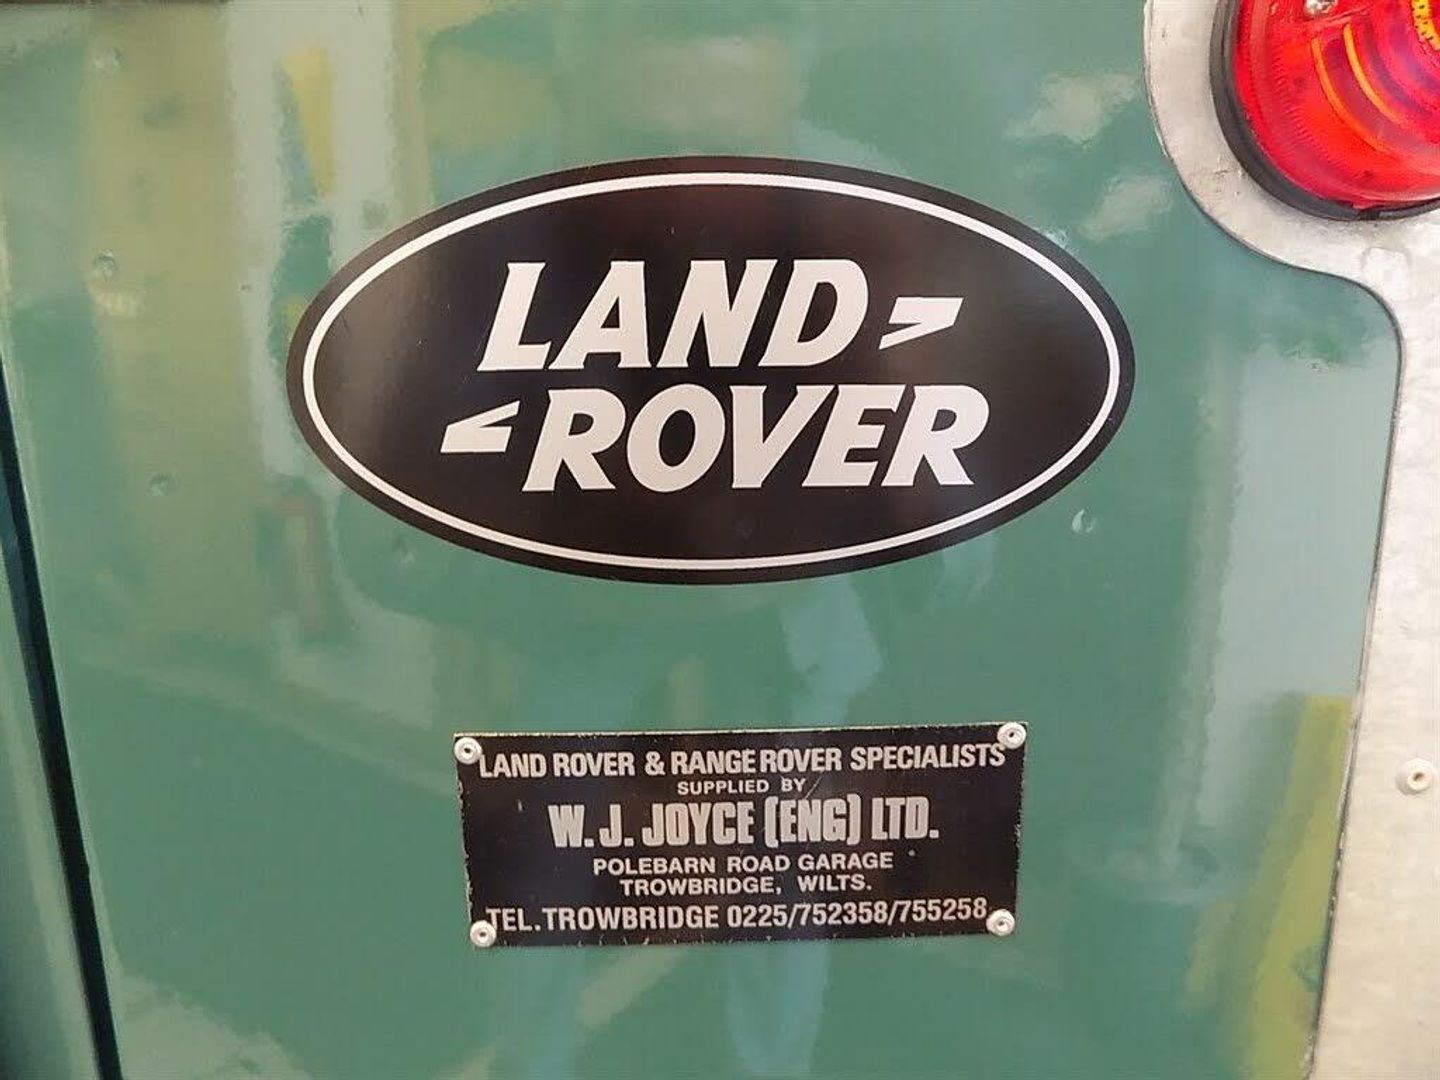 LAND
ROVER
LAND ROVER & RANGE ROVER SPECIALISTS
SUPPLIED BY
W. J. JOYCE (ENG) LTD.
POLEBARN ROAD GARAGE
TROWBRIDGE, WILTS.
TEL. TROWBRIDGE 0225/752358/755258